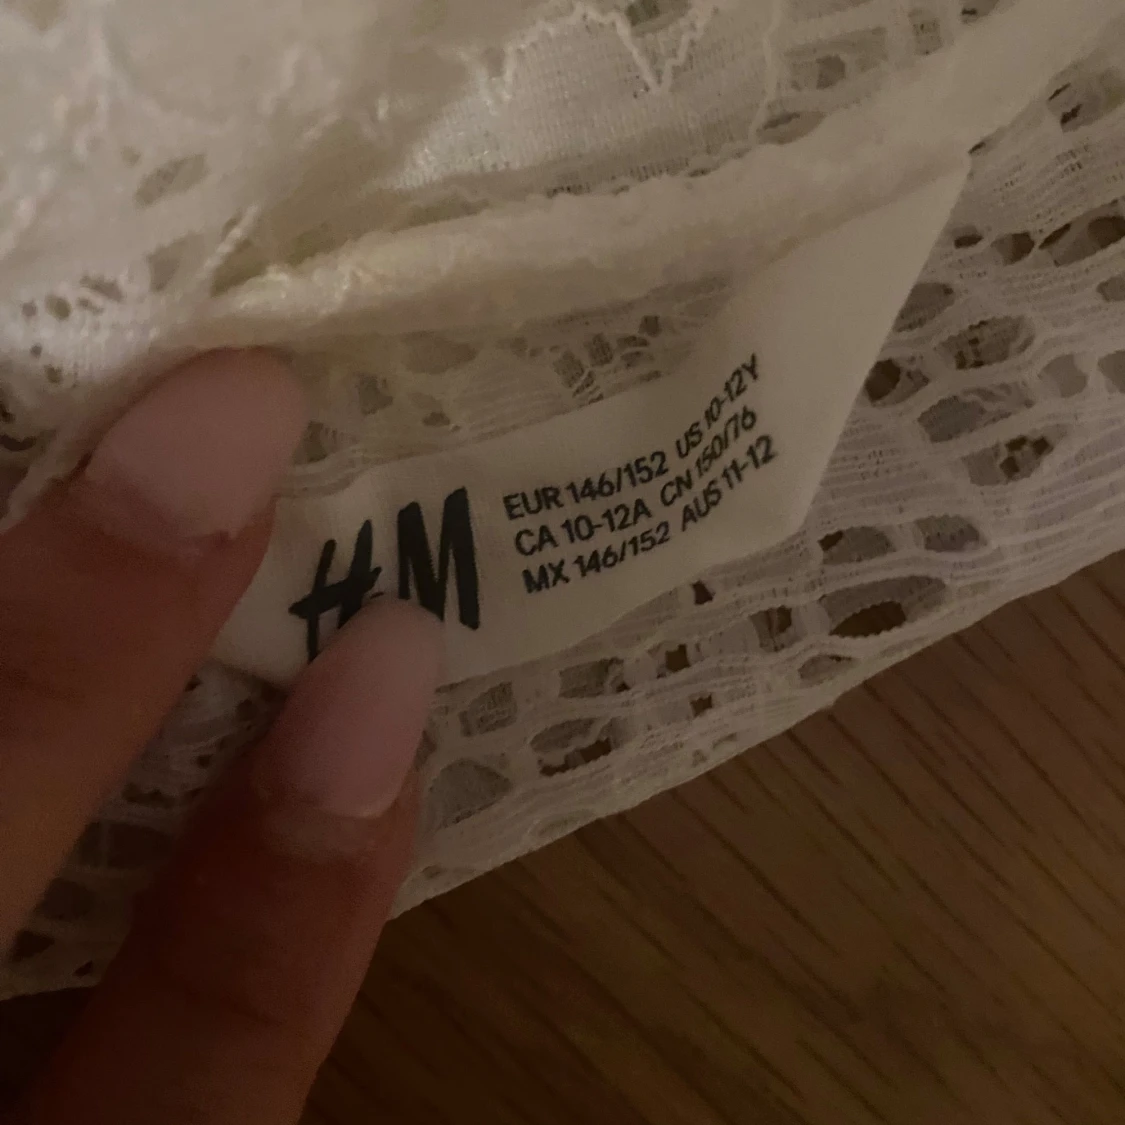 H&M
EUR 146/152 US 10-12Y
CA 10-12A CN 150/76
MX 146/152 AUS 11-12